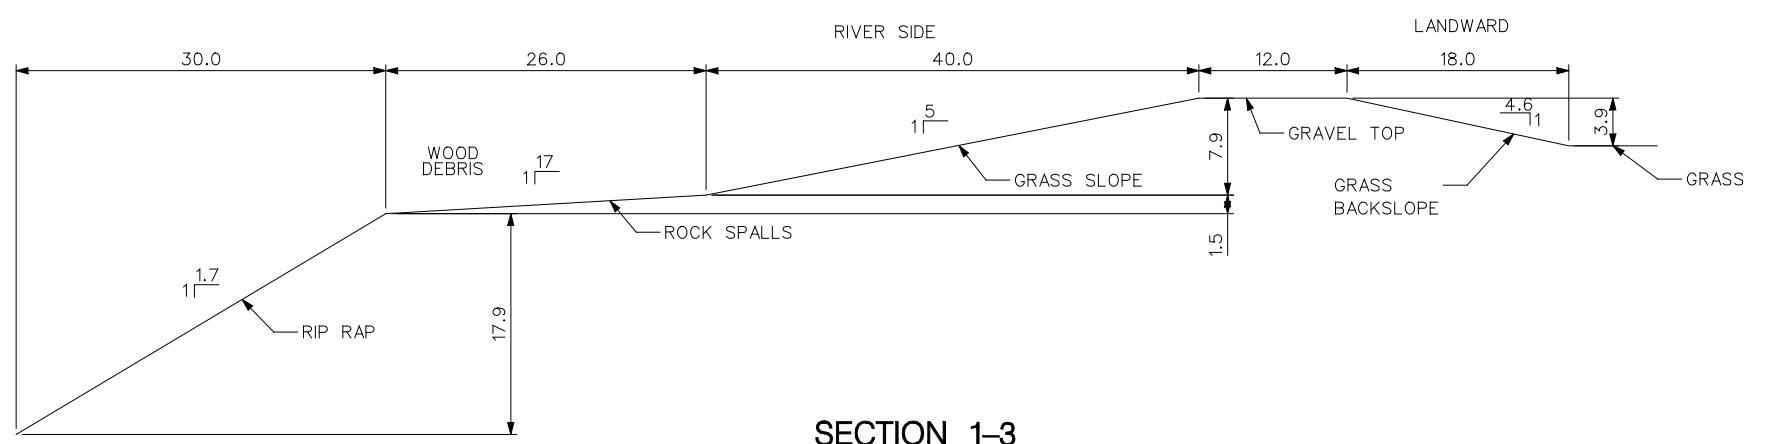 RIVER SIDE
LANDWARD
30.0
26.0
40.0
12.0
18.0
1 5
4.6 1
3.9
GRAVEL TOP
7.9
WOOD
DEBRIS
1 17
GRASS SLOPE
GRASS
BACKSLOPE
GRASS
ROCK SPALLS
1.5
1 1.7
17.9
RIP RAP
SECTION 1–3